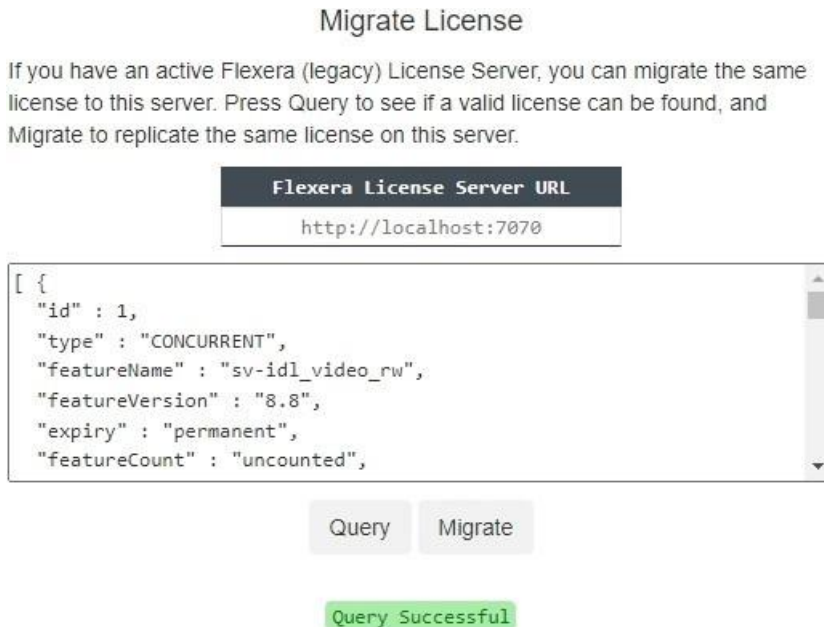 Migrate License
If you have an active Flexera (legacy) License Server, you can migrate the same
license to this server. Press Query to see if a valid license can be found, and
Migrate to replicate the same license on this server.
Flexera License Server URL
http://localhost:7070
[ {
"id" : 1,
"type" : "CONCURRENT",
"featureName" : "sv-idl_video_rw",
"featureVersion" : "8.8",
"expiry" : "permanent",
"featureCount" : "uncounted",
Query Migrate
Query Successful